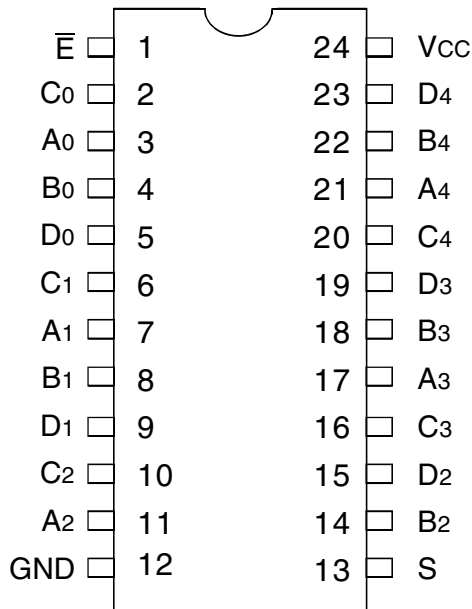 E̅ 1 24 VCC
C0 2 23 D4
A0 3 22 B4
B0 4 21 A4
D0 5 20 C4
C1 6 19 D3
A1 7 18 B3
B1 8 17 A3
D1 9 16 C3
C2 10 15 D2
A2 11 14 B2
GND 12 13 S